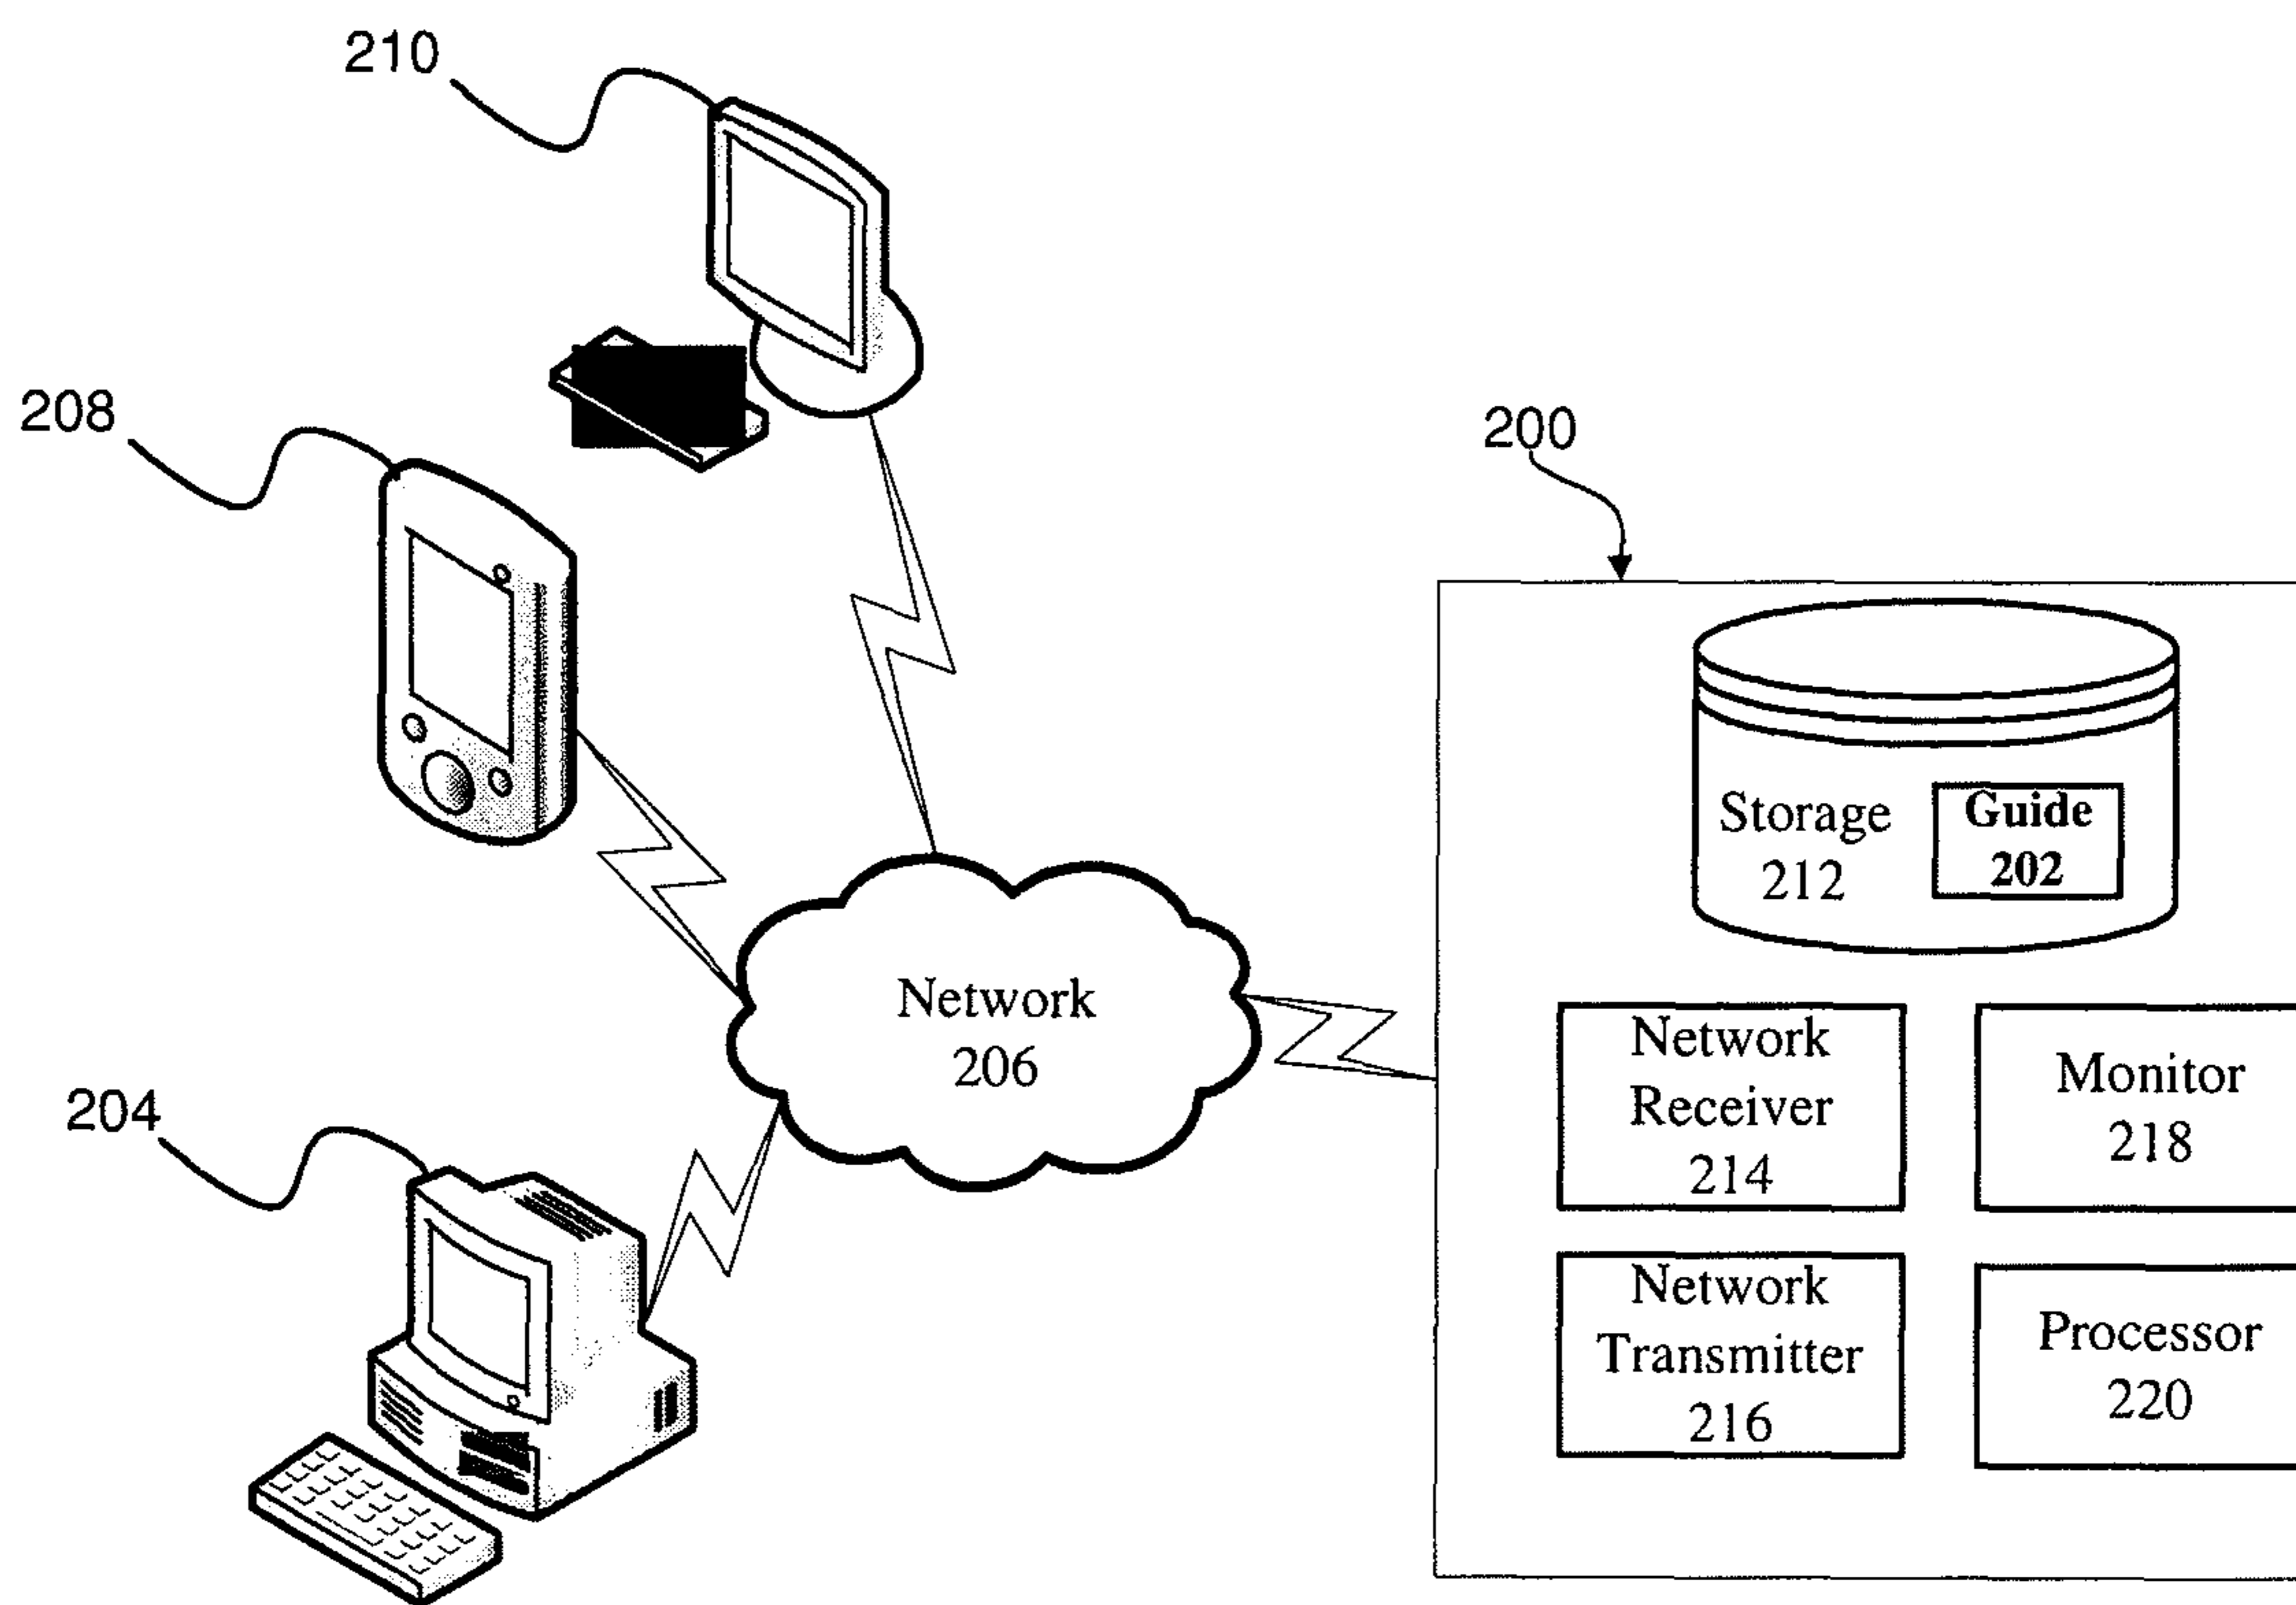 210
208
200
Storage
212
Guide
202
Network
206
Network
Receiver
214
Monitor
218
204
Network
Transmitter
216
Processor
220